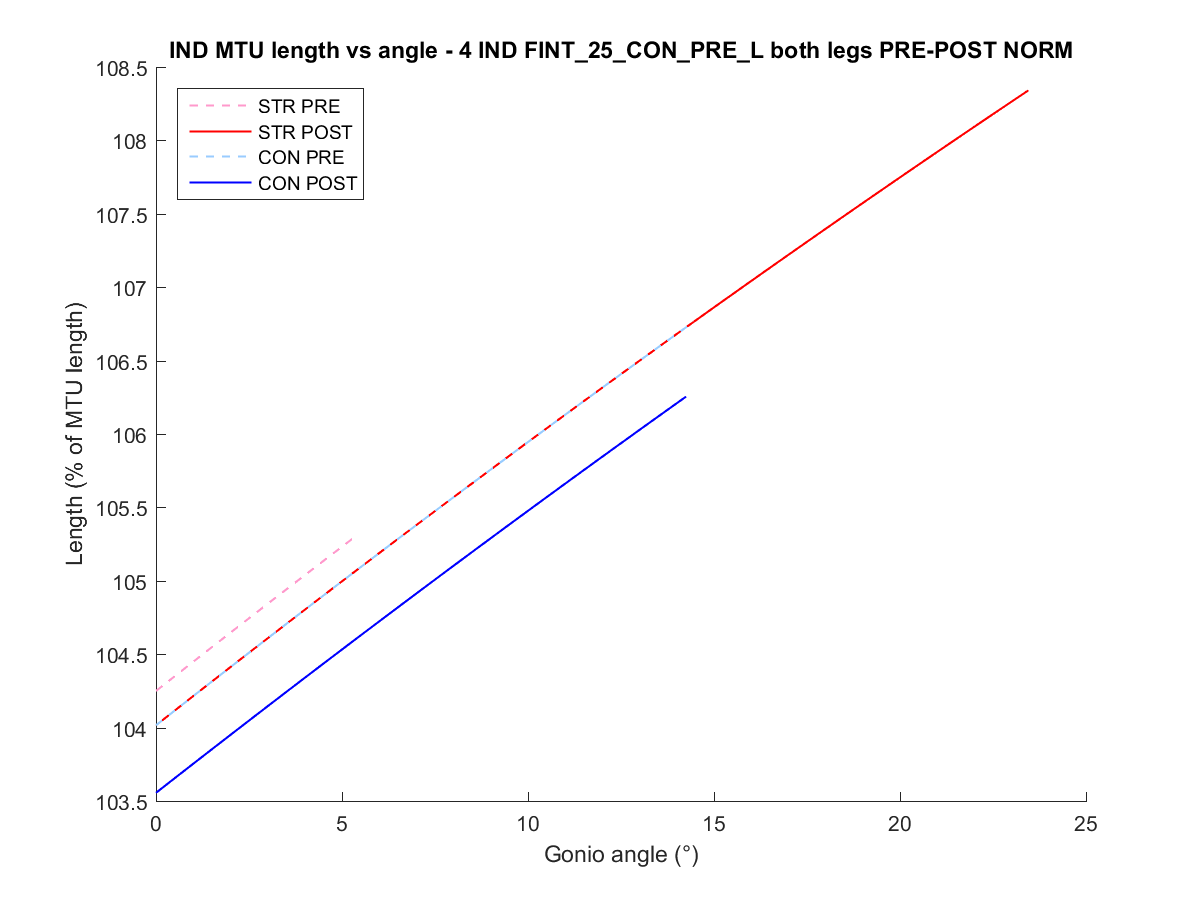 IND MTU length vs angle - 4 IND FINT_25_CON_PRE_L both legs PRE-POST NORM
108.5
108
107.5
107
106.5
106
105.5
105
104.5
104
103.5
Length (% of MTU length)
STR PRE
STR POST
CON PRE
CON POST
0
5
10
15
20
25
Gonio angle (°)